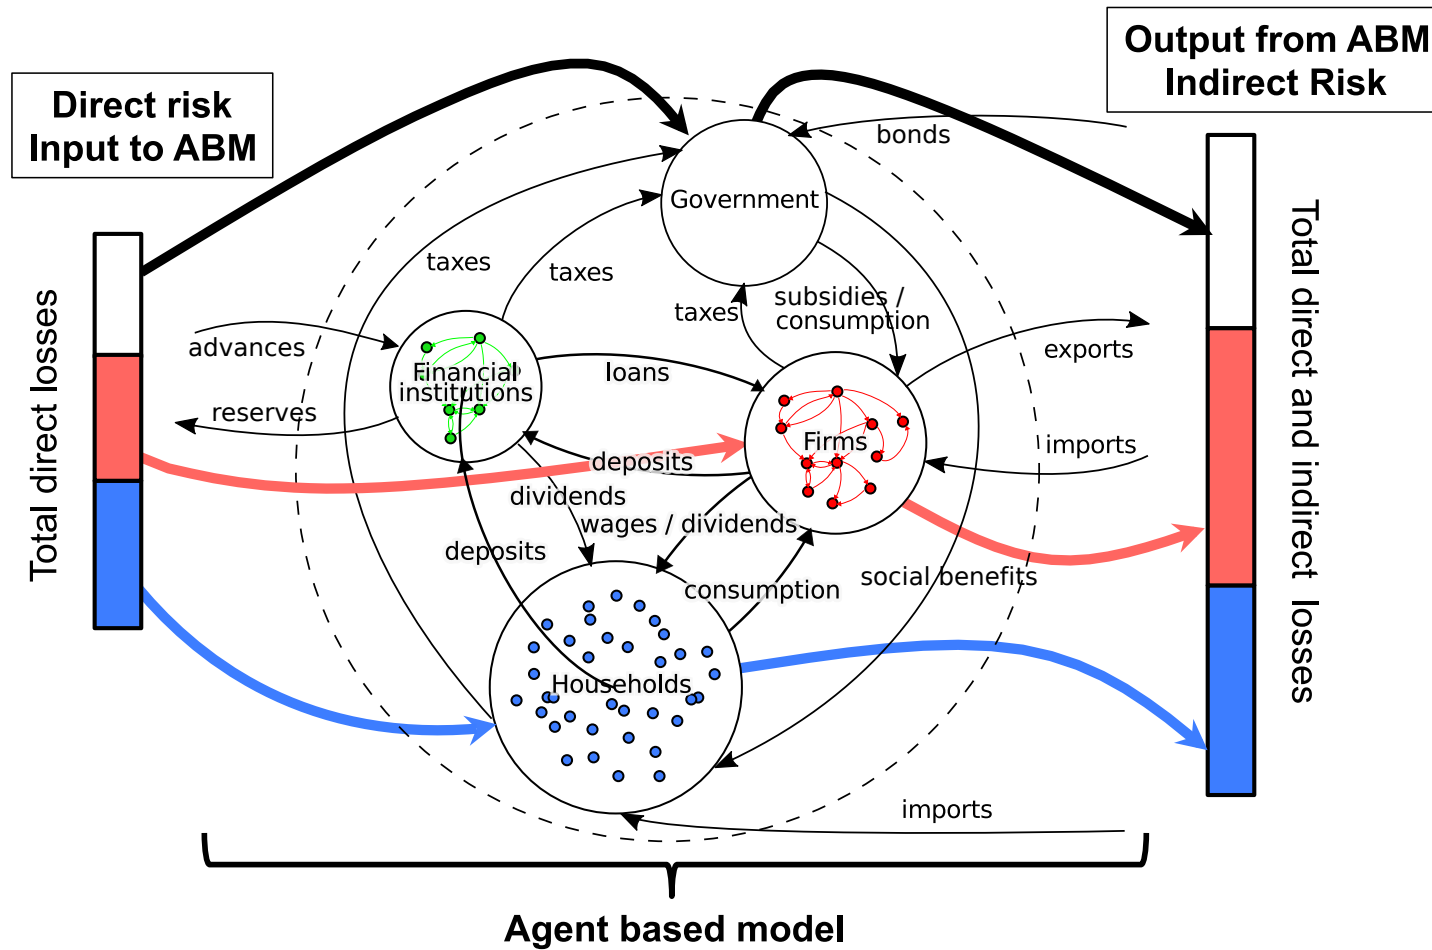 Direct risk
Input to ABM
Output from ABM
Indirect Risk
bonds
Government
taxes
taxes
taxes
subsidies /
consumption
advances
loans
exports
Financial
institutions
reserves
Firms
imports
deposits
dividends
wages / dividends
deposits
consumption
social benefits
Households
imports
Total direct losses
Total direct and indirect losses
Agent based model